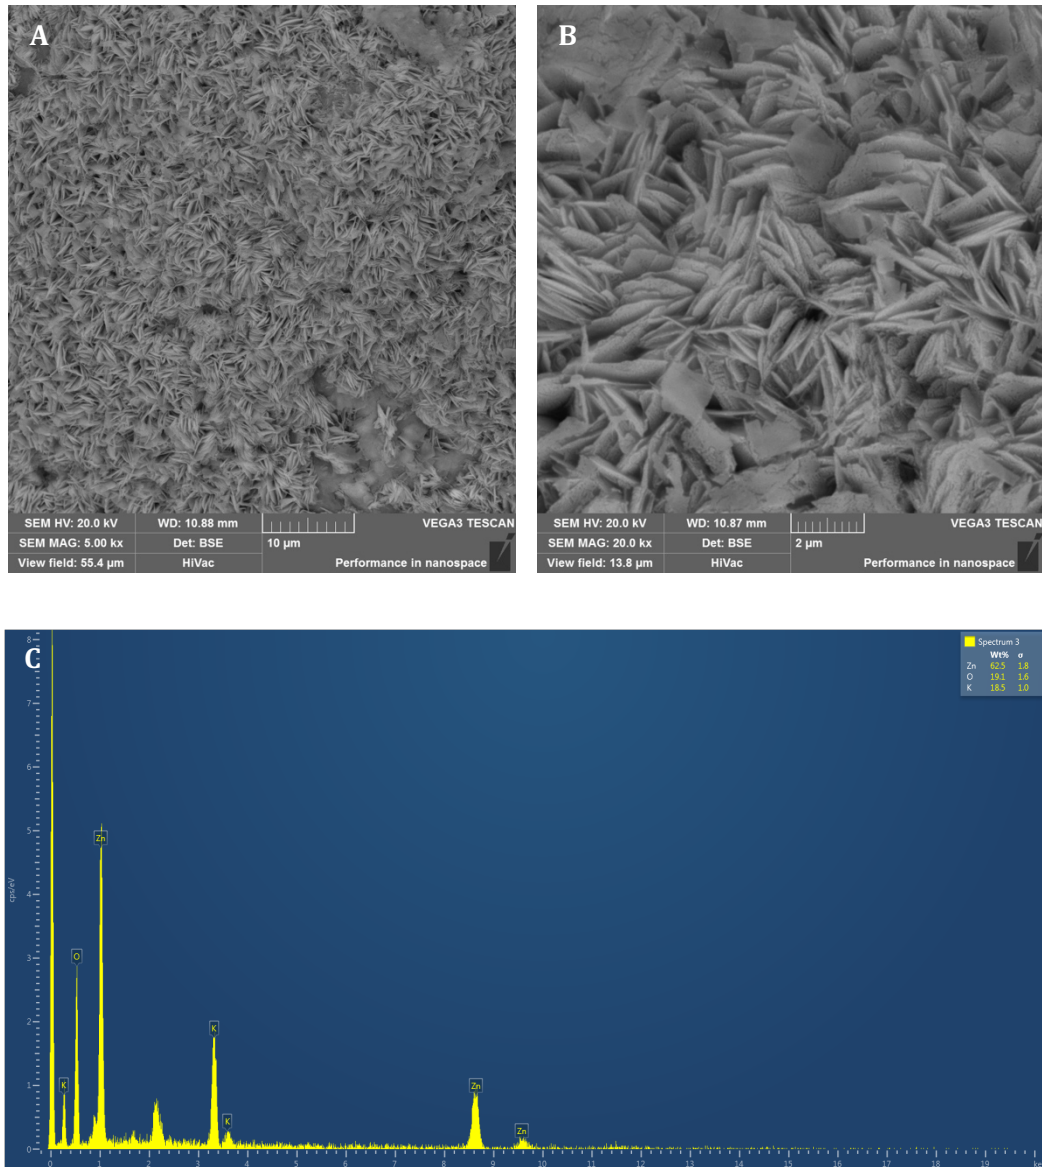 A
B
SEM HV: 20.0 kV WD: 10.88 mm VEGA3 TESCAN
SEM MAG: 5.00 kx Det: BSE 10 µm
View field: 55.4 µm HiVac Performance in nanospace
SEM HV: 20.0 kV WD: 10.87 mm VEGA3 TESCAN
SEM MAG: 20.0 kx Det: BSE 2 µm
View field: 13.8 µm HiVac Performance in nanospace
C
Spectrum 3
Wt% σ
Zn 62.5 1.8
O 19.1 1.6
K 18.5 1.0
8
7
6
5
4
3
2
1
0
cps/eV
Zn
O
K
K
K
Zn
Zn
0 1 2 3 4 5 6 7 8 9 10 11 12 13 14 15 16 17 18 19